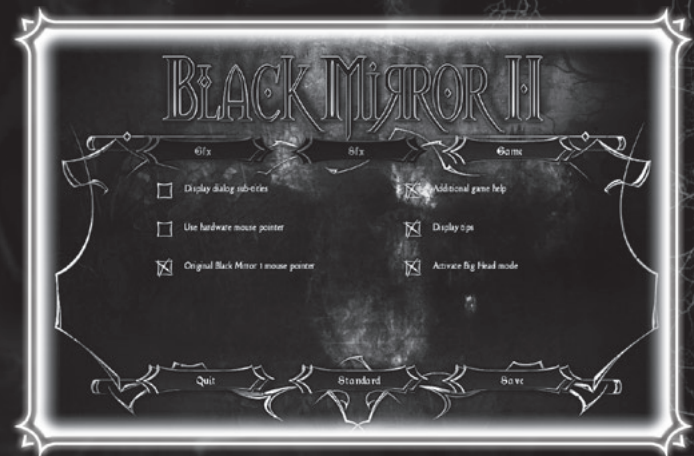 BLACK MIRROR II
Gfx Sfx Game
Display dialog sub-titles
Additional game help
Use hardware mouse pointer
Display tips
Original Black Mirror 1 mouse pointer
Activate Big Head mode
Quit Standard Save